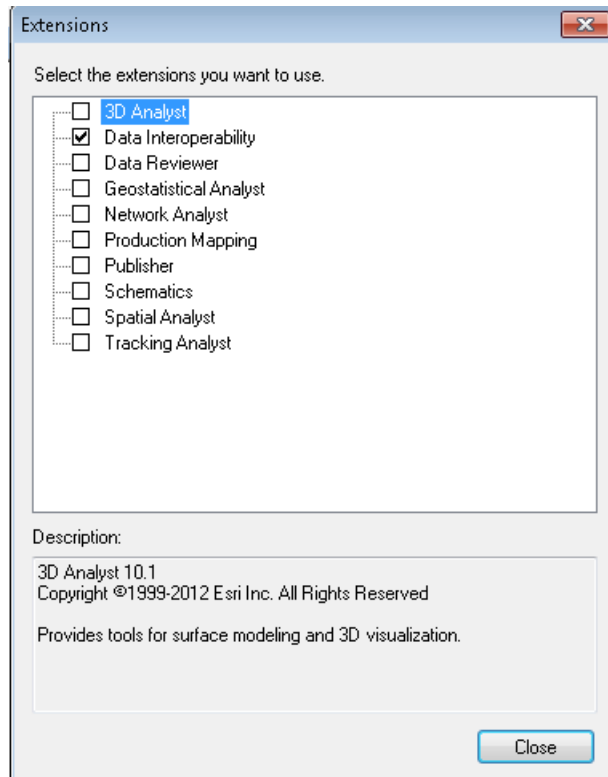 Extensions
Select the extensions you want to use.
3D Analyst
Data Interoperability
Data Reviewer
Geostatistical Analyst
Network Analyst
Production Mapping
Publisher
Schematics
Spatial Analyst
Tracking Analyst
Description:
3D Analyst 10.1
Copyright ©1999-2012 Esri Inc. All Rights Reserved
Provides tools for surface modeling and 3D visualization.
Close